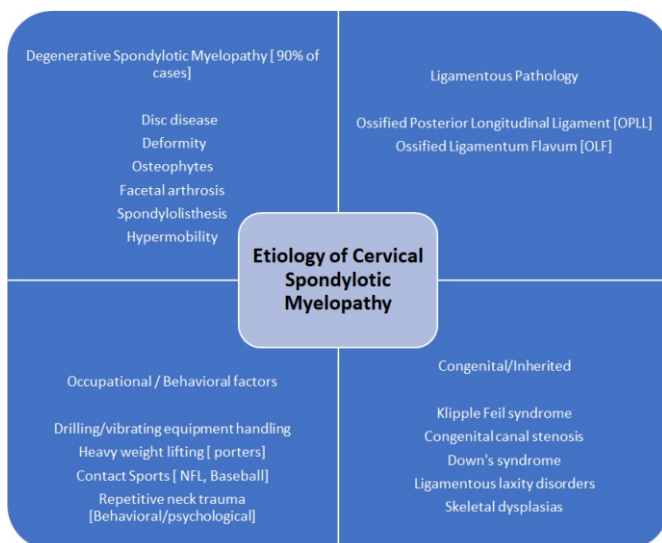 Degenerative Spondylotic Myelopathy [ 90% of
cases]
Disc disease
Deformity
Osteophytes
Facetal arthrosis
Spondylolisthesis
Hypermobility
Ligamentous Pathology
Ossified Posterior Longitudinal Ligament [OPLL]
Ossified Ligamentum Flavum [OLF]
Etiology of Cervical
Spondylotic
Myelopathy
Occupational / Behavioral factors
Drilling/vibrating equipment handling
Heavy weight lifting [ porters]
Contact Sports [ NFL, Baseball]
Repetitive neck trauma
[Behavioral/psychological]
Congenital/Inherited
Klipple Feil syndrome
Congenital canal stenosis
Down's syndrome
Ligamentous laxity disorders
Skeletal dysplasias